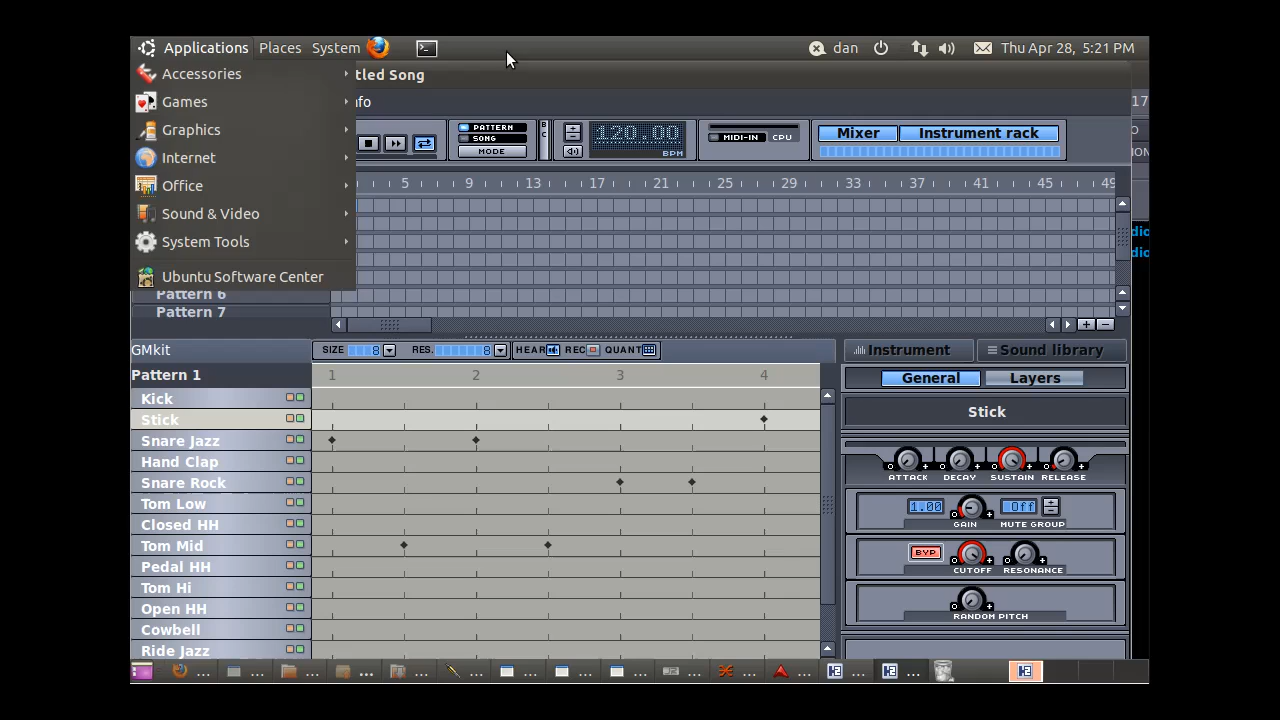 Applications Places System dan Thu Apr 28, 5:21 PM
Accessories
Games
Graphics
Internet
Office
Sound & Video
System Tools
Ubuntu Software Center
tled Song
nfo
17
PATTERN
SONG
MODE
B
C
120.00
BPM
MIDI-IN CPU
Mixer Instrument rack
5 9 13 17 21 25 29 33 37 41 45 49
dic
dic
Pattern 6
Pattern 7
GMkit SIZE 8 RES. 8 HEAR REC QUANT Instrument Sound library
Pattern 1 1 2 3 4 General Layers
Kick
Stick
Snare Jazz
Hand Clap
Snare Rock
Tom Low
Closed HH
Tom Mid
Pedal HH
Tom Hi
Open HH
Cowbell
Ride Jazz
Stick
ATTACK DECAY SUSTAIN RELEASE
1.00 Off
GAIN MUTE GROUP
BYP
CUTOFF RESONANCE
RANDOM PITCH
... ... ... ... ... ... ... ... ... ... ... ... ... ...